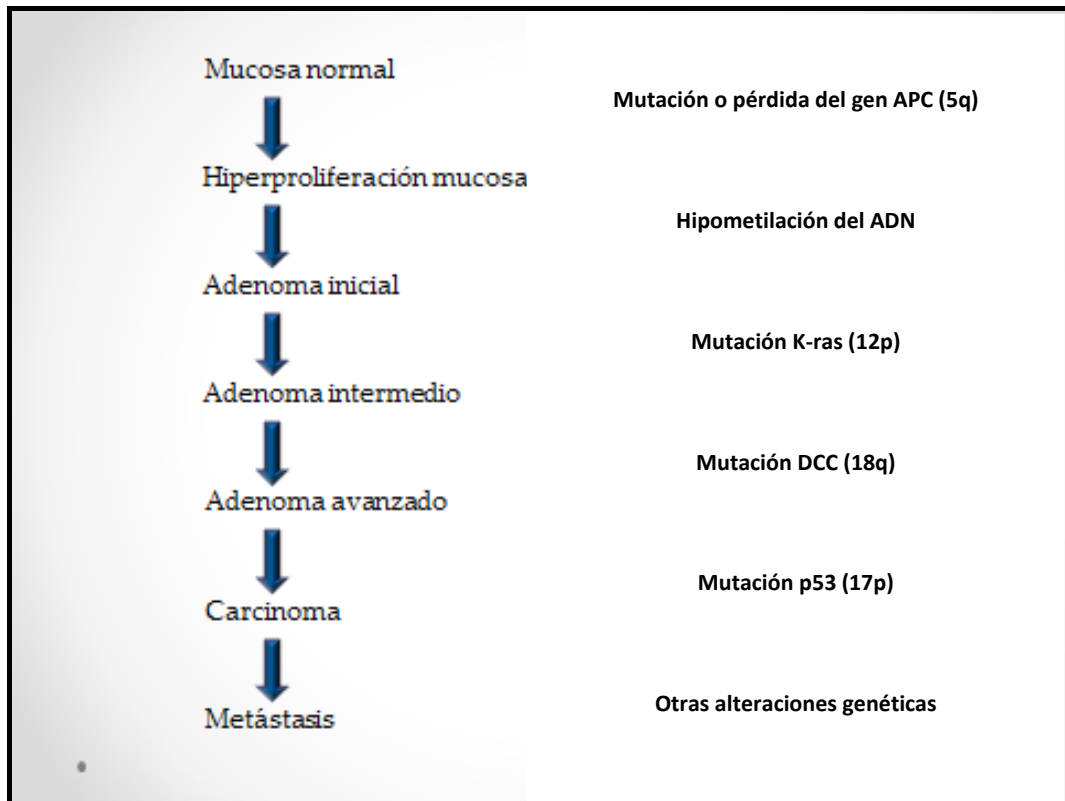 Mucosa normal
Mutación o pérdida del gen APC (5q)
Hiperproliferación mucosa
Hipometilación del ADN
Adenoma inicial
Mutación K-ras (12p)
Adenoma intermedio
Mutación DCC (18q)
Adenoma avanzado
Mutación p53 (17p)
Carcinoma
Otras alteraciones genéticas
Metástasis